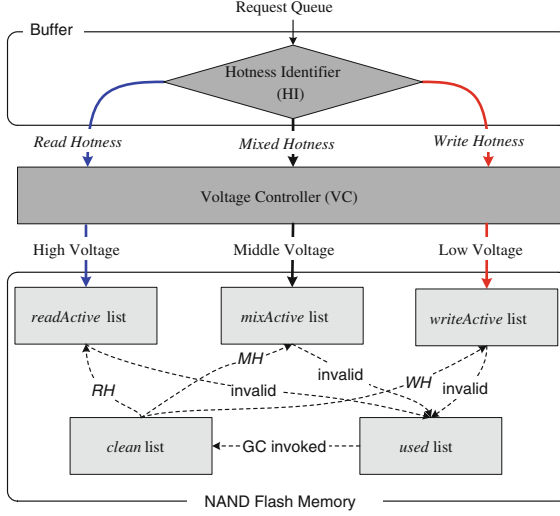 Request Queue
Buffer
Hotness Identifier
(HI)
Read Hotness
Mixed Hotness
Write Hotness
Voltage Controller (VC)
High Voltage
Middle Voltage
Low Voltage
readActive list
mixActive list
writeActive list
MH
RH
invalid
invalid
WH
invalid
clean list
GC invoked
used list
NAND Flash Memory